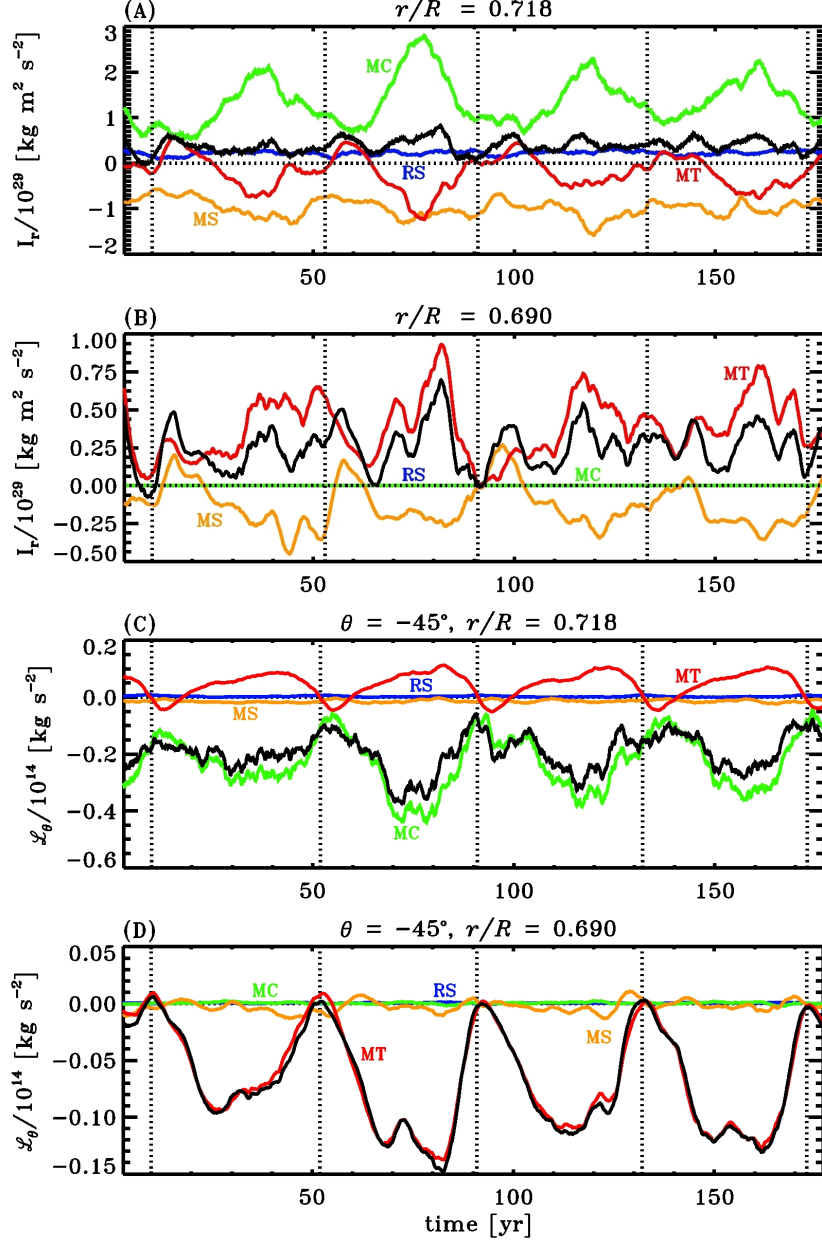 (A) r/R = 0.718
I_r/10^29 [kg m s^-2]
3
2
1
0
-1
-2
MC
RS
MT
MS
50 100 150
(B) r/R = 0.690
I_r/10^29 [kg m s^-2]
1.00
0.75
0.50
0.25
0.00
-0.25
-0.50
MT
RS
MC
MS
50 100 150
(C) θ = -45°, r/R = 0.718
ℒ_θ/10^14 [kg s^-2]
0.2
0.0
-0.2
-0.4
-0.6
MT
RS
MS
MC
50 100 150
(D) θ = -45°, r/R = 0.690
ℒ_θ/10^14 [kg s^-2]
0.05
0.00
-0.05
-0.10
-0.15
MC
RS
MS
MT
50 100 150
time [yr]